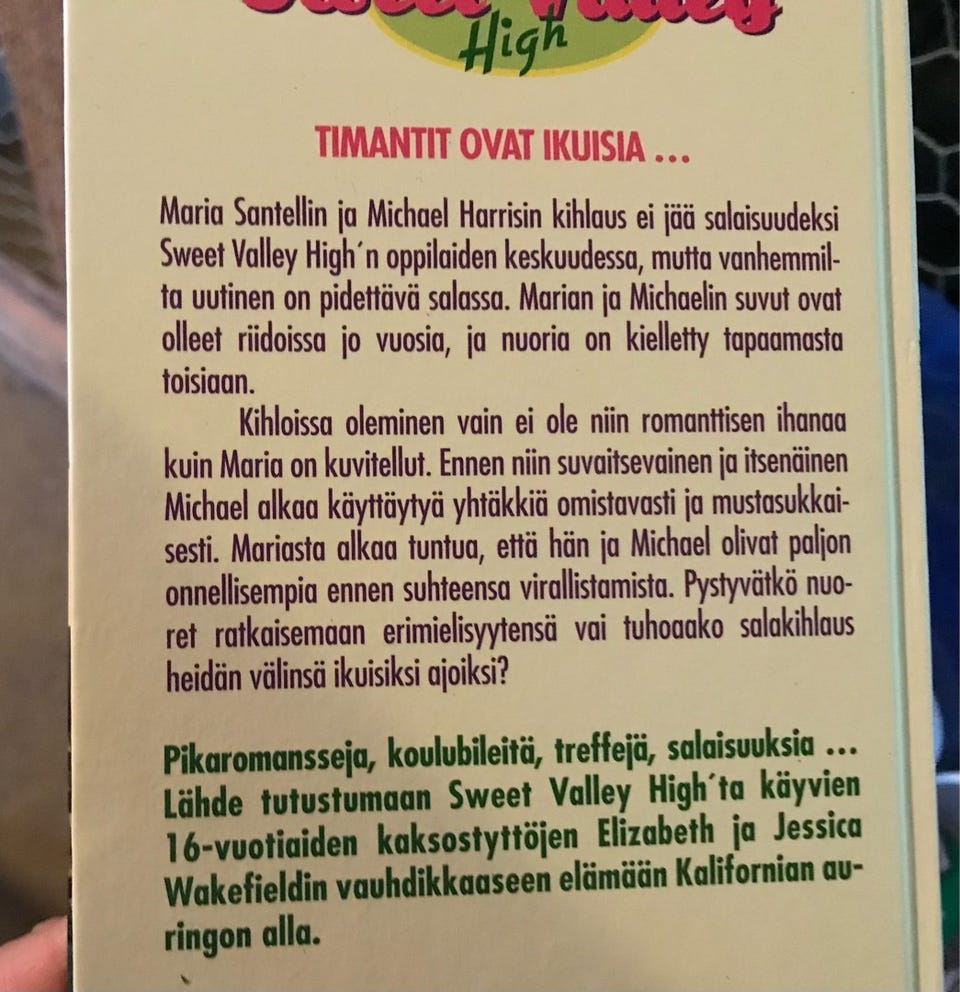 Sweet Valley
High
TIMANTIT OVAT IKUISIA ...
Maria Santellin ja Michael Harrisin kihlaus ei jää salaisuudeksi
Sweet Valley High´n oppilaiden keskuudessa, mutta vanhemmil-
ta uutinen on pidettävä salassa. Marian ja Michaelin suvut ovat
olleet riidoissa jo vuosia, ja nuoria on kielletty tapaamasta
toisiaan.
Kihloissa oleminen vain ei ole niin romanttisen ihanaa
kuin Maria on kuvitellut. Ennen niin suvaitsevainen ja itsenäinen
Michael alkaa käyttäytyä yhtäkkiä omistavasti ja mustasukkai-
sesti. Mariasta alkaa tuntua, että hän ja Michael olivat paljon
onnellisempia ennen suhteensa virallistamista. Pystyvätkö nuo-
ret ratkaisemaan erimielisyytensä vai tuhoaako salakihlaus
heidän välinsä ikuisiksi ajoiksi?
Pikaromansseja, koulubileitä, treffejä, salaisuuksia ...
Lähde tutustumaan Sweet Valley High´ta käyvien
16-vuotiaiden kaksostyttöjen Elizabeth ja Jessica
Wakefieldin vauhdikkaaseen elämään Kalifornian au-
ringon alla.